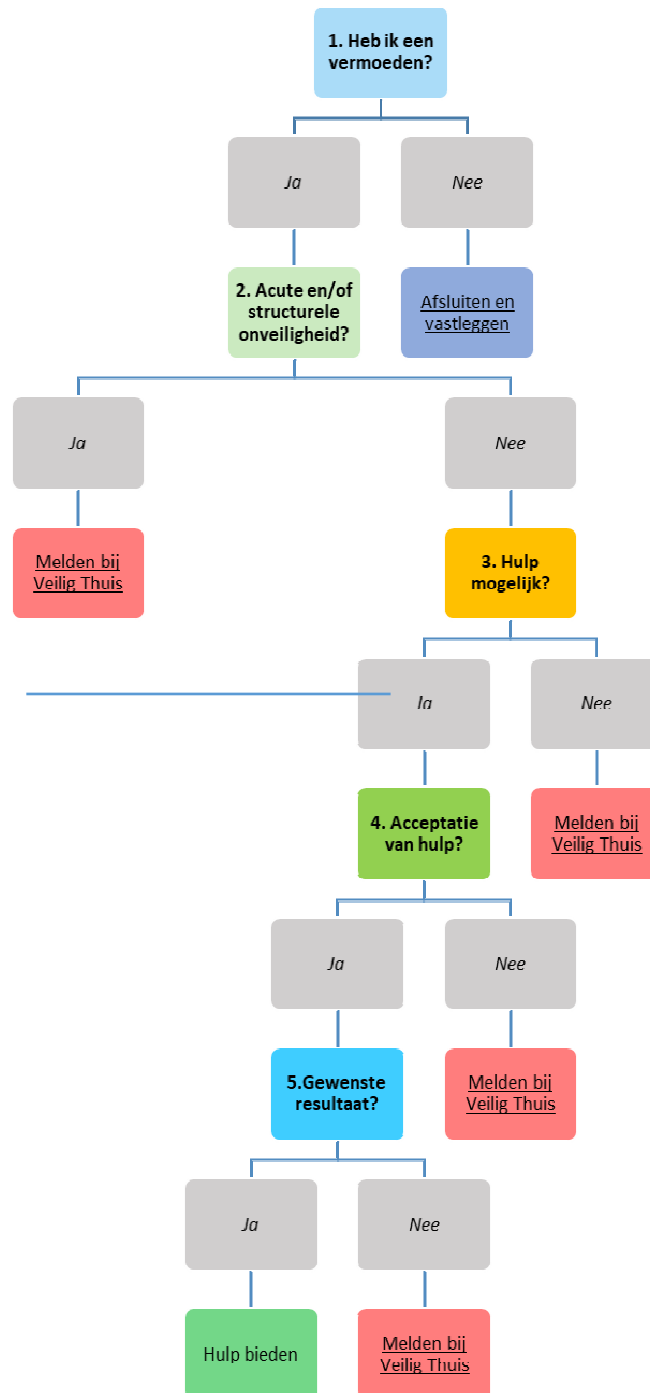 1. Heb ik een
vermoeden?
Ja
Nee
2. Acute en/of
structurele
onveiligheid?
Afsluiten en
vastleggen
Ja
Nee
Melden bij
Veilig Thuis
3. Hulp
mogelijk?
Ja
Nee
4. Acceptatie
van hulp?
Melden bij
Veilig Thuis
Ja
Nee
5.Gewenste
resultaat?
Melden bij
Veilig Thuis
Ja
Nee
Hulp bieden
Melden bij
Veilig Thuis